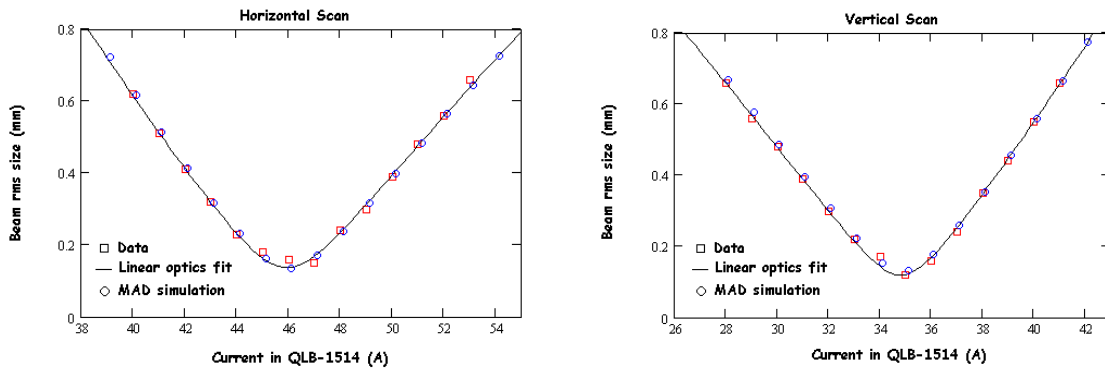 Horizontal Scan
0.8
0.6
0.4
0.2
0
Beam rms size (mm)
Data
Linear optics fit
MAD simulation
38 40 42 44 46 48 50 52 54
Current in QLB-1514 (A)
Vertical Scan
0.8
0.6
0.4
0.2
0
Beam rms size (mm)
Data
Linear optics fit
MAD simulation
26 28 30 32 34 36 38 40 42
Current in QLB-1514 (A)